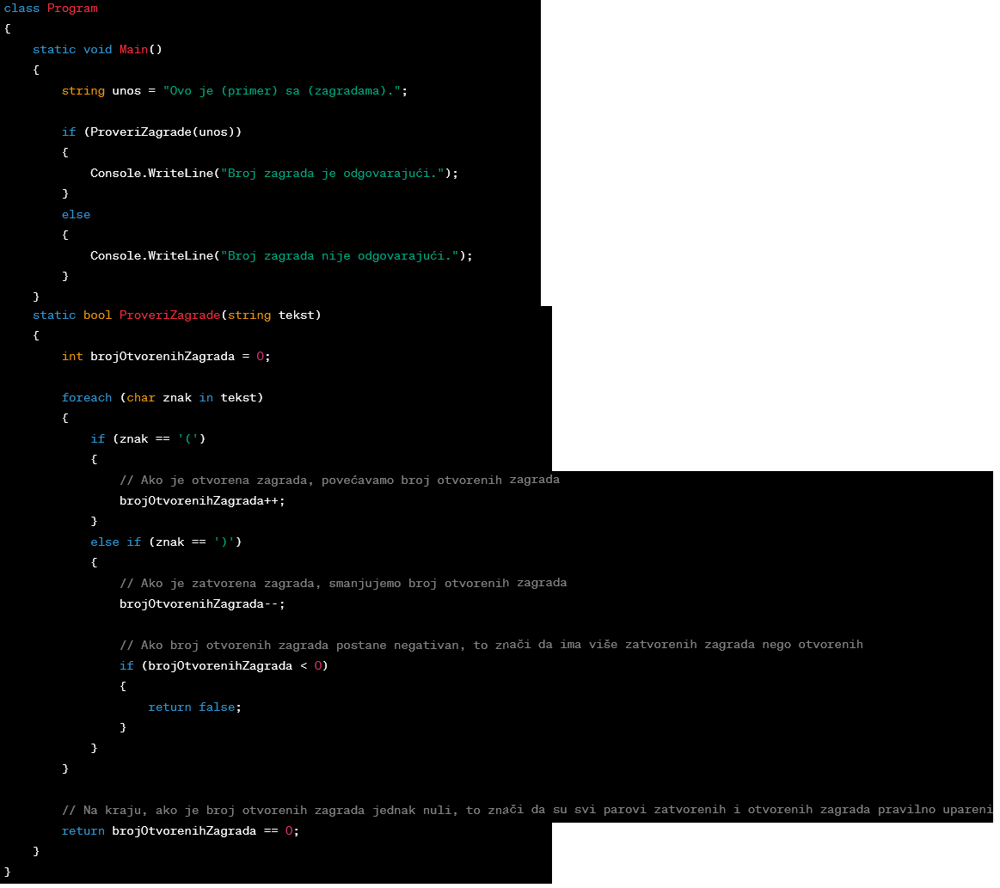 class Program
{
    static void Main()
    {
        string unos = "Ovo je (primer) sa (zagradama).";

        if (ProveriZagrade(unos))
        {
            Console.WriteLine("Broj zagrada je odgovarajući.");
        }
        else
        {
            Console.WriteLine("Broj zagrada nije odgovarajući.");
        }
    }
    static bool ProveriZagrade(string tekst)
    {
        int brojOtvorenihZagrada = 0;

        foreach (char znak in tekst)
        {
            if (znak == '(')
            {
                // Ako je otvorena zagrada, povećavamo broj otvorenih zagrada
                brojOtvorenihZagrada++;
            }
            else if (znak == ')')
            {
                // Ako je zatvorena zagrada, smanjujemo broj otvorenih zagrada
                brojOtvorenihZagrada--;

                // Ako broj otvorenih zagrada postane negativan, to znači da ima više zatvorenih zagrada nego otvorenih
                if (brojOtvorenihZagrada < 0)
                {
                    return false;
                }
            }
        }

        // Na kraju, ako je broj otvorenih zagrada jednak nuli, to znači da su svi parovi zatvorenih i otvorenih zagrada pravilno upareni
        return brojOtvorenihZagrada == 0;
    }
}